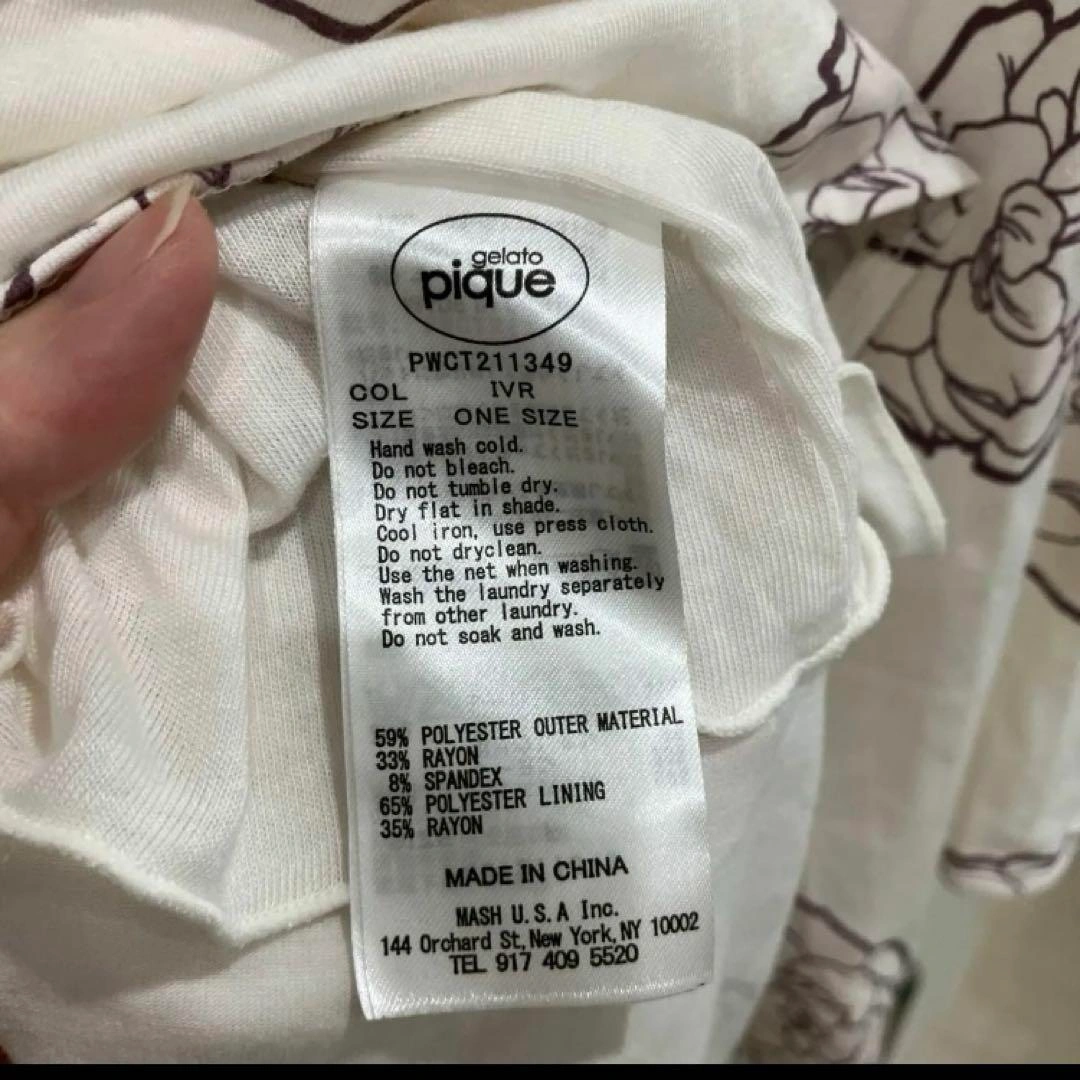 gelato
pique
PWCT211349
COL IVR
SIZE ONE SIZE
Hand wash cold.
Do not bleach.
Do not tumble dry.
Dry flat in shade.
Cool iron, use press cloth.
Do not dryclean.
Use the net when washing.
Wash the laundry separately
from other laundry.
Do not soak and wash.
59% POLYESTER OUTER MATERIAL
33% RAYON
8% SPANDEX
65% POLYESTER LINING
35% RAYON
MADE IN CHINA
MASH U.S.A Inc.
144 Orchard St, New York, NY 10002
TEL 917 409 5520